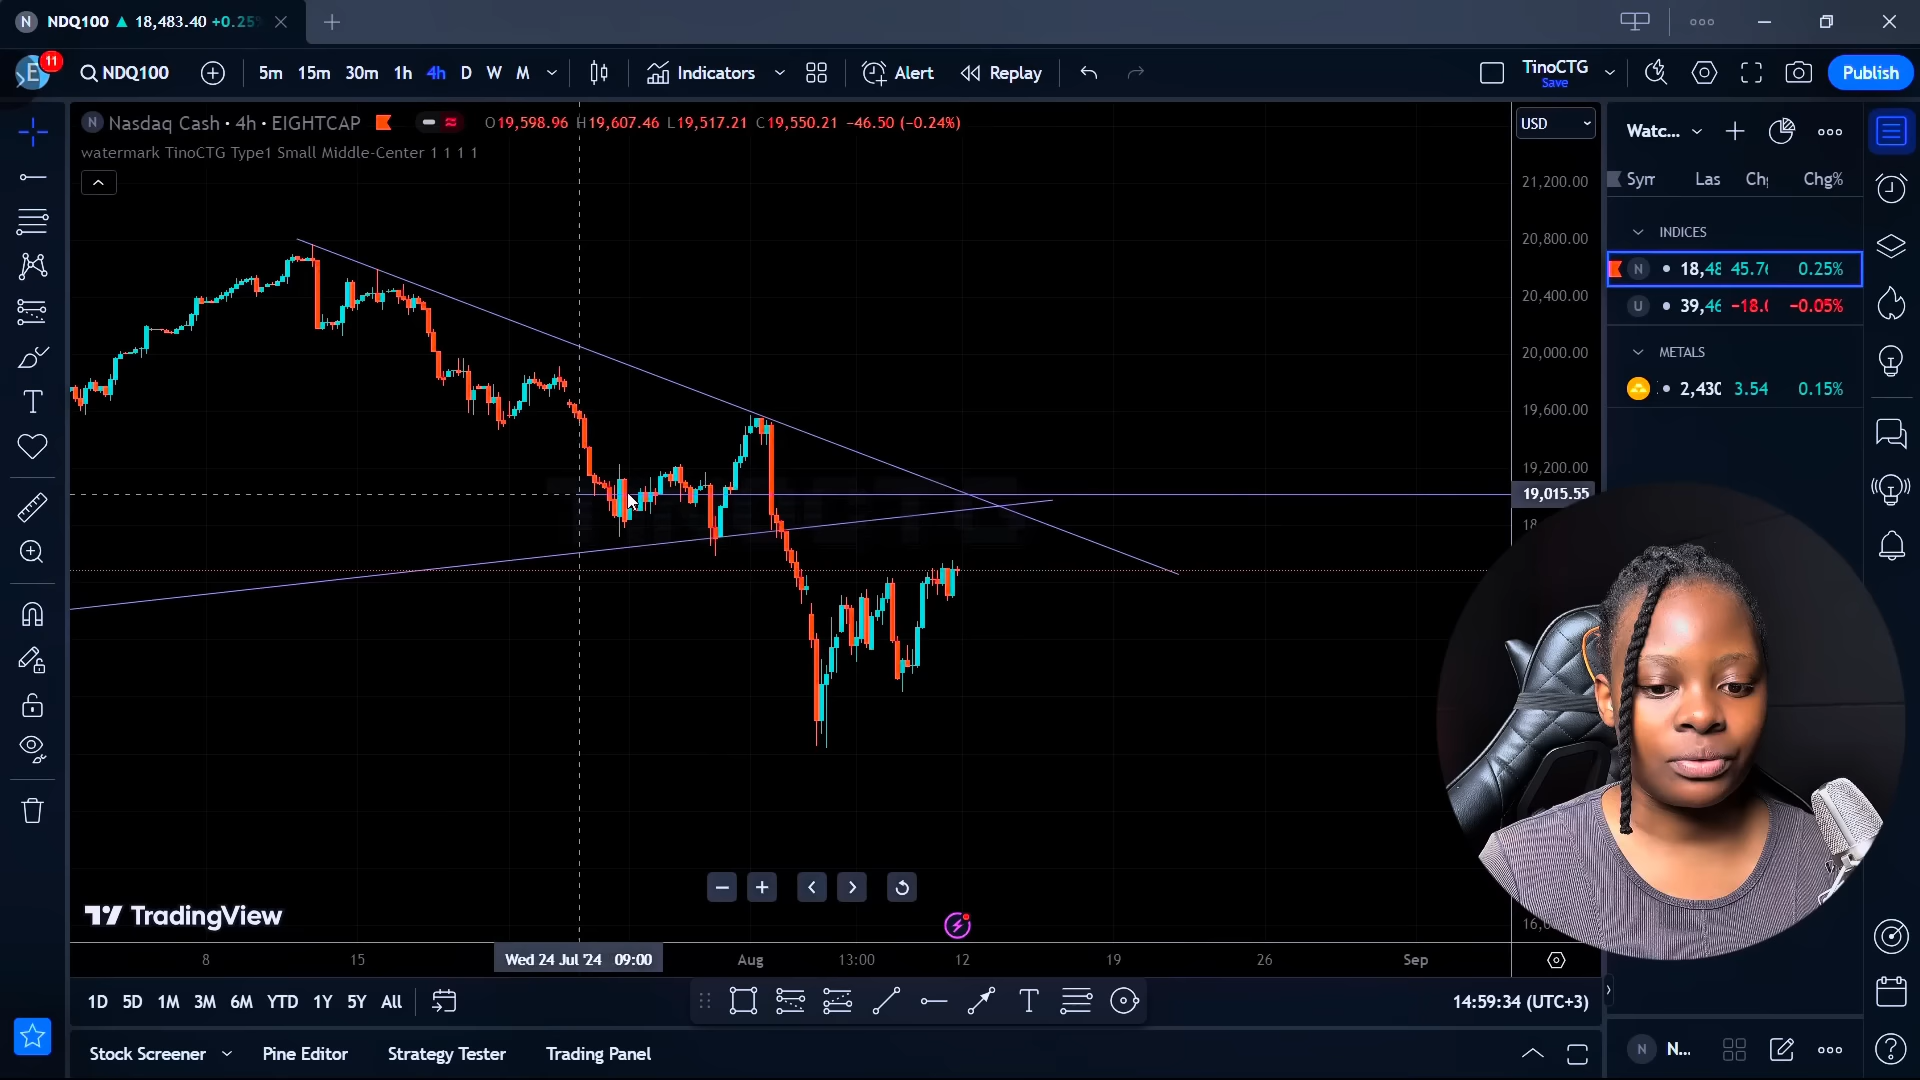 N NDQ100 ▲ 18,483.40 +0.25%
11
E NDQ100 5m 15m 30m 1h 4h D W M Indicators Alert Replay TinoCTG Save Publish
N Nasdaq Cash · 4h · EIGHTCAP O19,598.96 H19,607.46 L19,517.21 C19,550.21 −46.50 (−0.24%)
watermark TinoCTG Type1 Small Middle-Center 1 1 1 1
USD
21,200.00
20,800.00
20,400.00
20,000.00
19,600.00
19,200.00
19,015.55
Watc...
Las Chg%
INDICES
N 18,48 45.76 0.25%
U 39,46 −18.0 −0.05%
METALS
2,430 3.54 0.15%
TradingView
8 15 Wed 24 Jul '24 09:00 Aug 13:00 12 19 26 Sep
1D 5D 1M 3M 6M YTD 1Y 5Y All
T
14:59:34 (UTC+3)
Stock Screener Pine Editor Strategy Tester Trading Panel
N N...